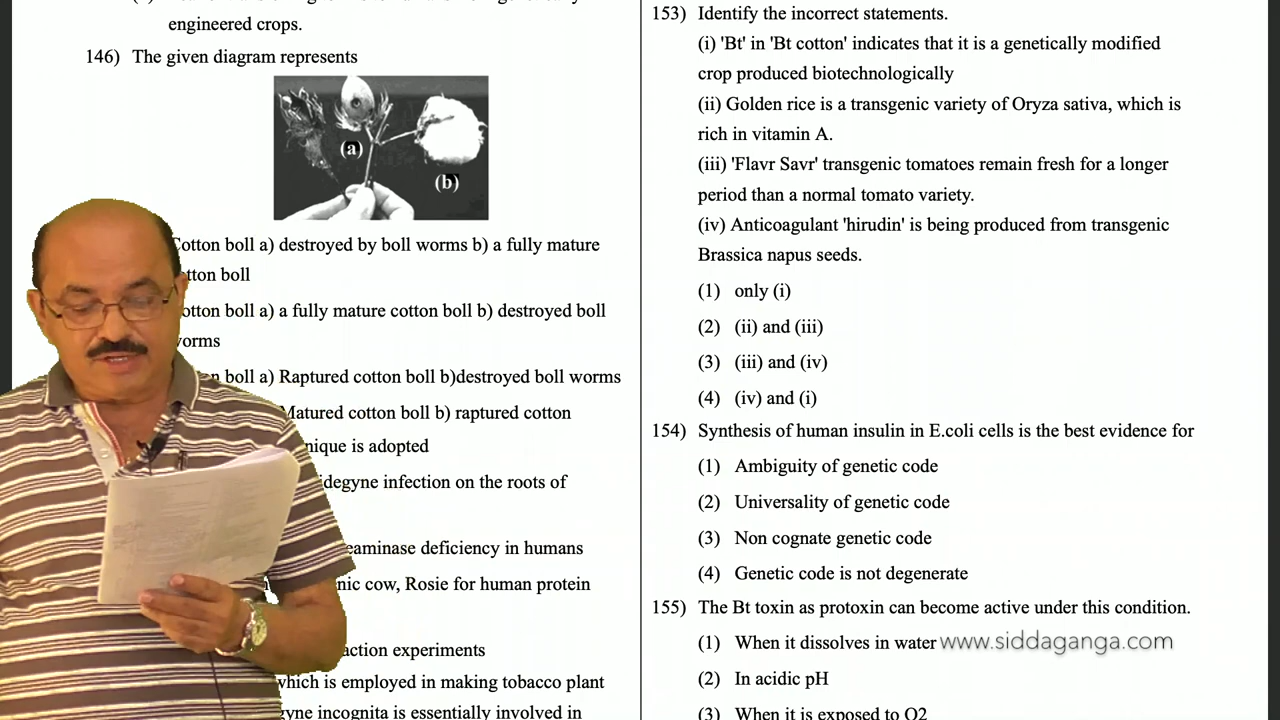 engineered crops.
146) The given diagram represents
(a)
(b)
Cotton boll a) destroyed by boll worms b) a fully mature
cotton boll
cotton boll a) a fully mature cotton boll b) destroyed boll
worms
boll a) Raptured cotton boll b)destroyed boll worms
Matured cotton boll b) raptured cotton
nique is adopted
idegyne infection on the roots of
eaminase deficiency in humans
nic cow, Rosie for human protein
action experiments
which is employed in making tobacco plant
gyne incognita is essentially involved in
153) Identify the incorrect statements.
(i) 'Bt' in 'Bt cotton' indicates that it is a genetically modified
crop produced biotechnologically
(ii) Golden rice is a transgenic variety of Oryza sativa, which is
rich in vitamin A.
(iii) 'Flavr Savr' transgenic tomatoes remain fresh for a longer
period than a normal tomato variety.
(iv) Anticoagulant 'hirudin' is being produced from transgenic
Brassica napus seeds.
(1) only (i)
(2) (ii) and (iii)
(3) (iii) and (iv)
(4) (iv) and (i)
154) Synthesis of human insulin in E.coli cells is the best evidence for
(1) Ambiguity of genetic code
(2) Universality of genetic code
(3) Non cognate genetic code
(4) Genetic code is not degenerate
155) The Bt toxin as protoxin can become active under this condition.
(1) When it dissolves in water
www.siddaganga.com
(2) In acidic pH
(3) When it is exposed to O2